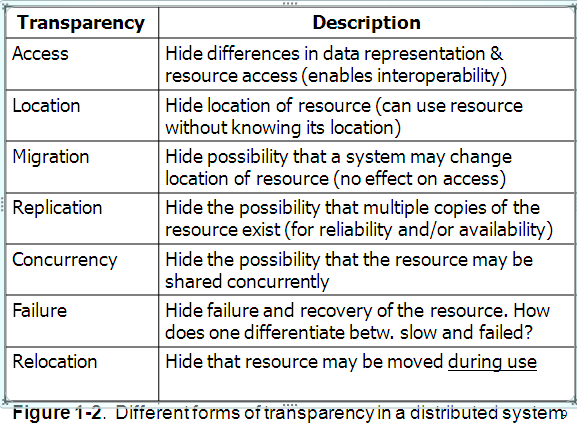 Transparency Description
Access Hide differences in data representation &
resource access (enables interoperability)
Location Hide location of resource (can use resource
without knowing its location)
Migration Hide possibility that a system may change
location of resource (no effect on access)
Replication Hide the possibility that multiple copies of the
resource exist (for reliability and/or availability)
Concurrency Hide the possibility that the resource may be
shared concurrently
Failure Hide failure and recovery of the resource. How
does one differentiate betw. slow and failed?
Relocation Hide that resource may be moved during use
Figure 1-2. Different forms of transparency in a distributed system